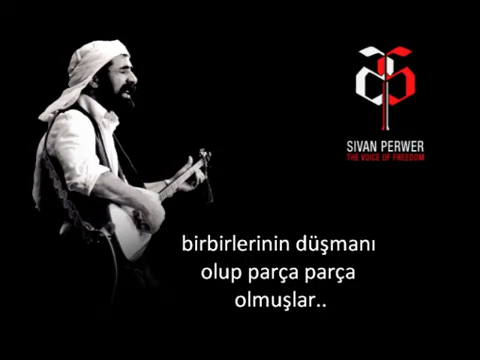 SIVAN PERWER
THE VOICE OF FREEDOM
birbirlerinin düşmanı
olup parça parça
olmuşlar..